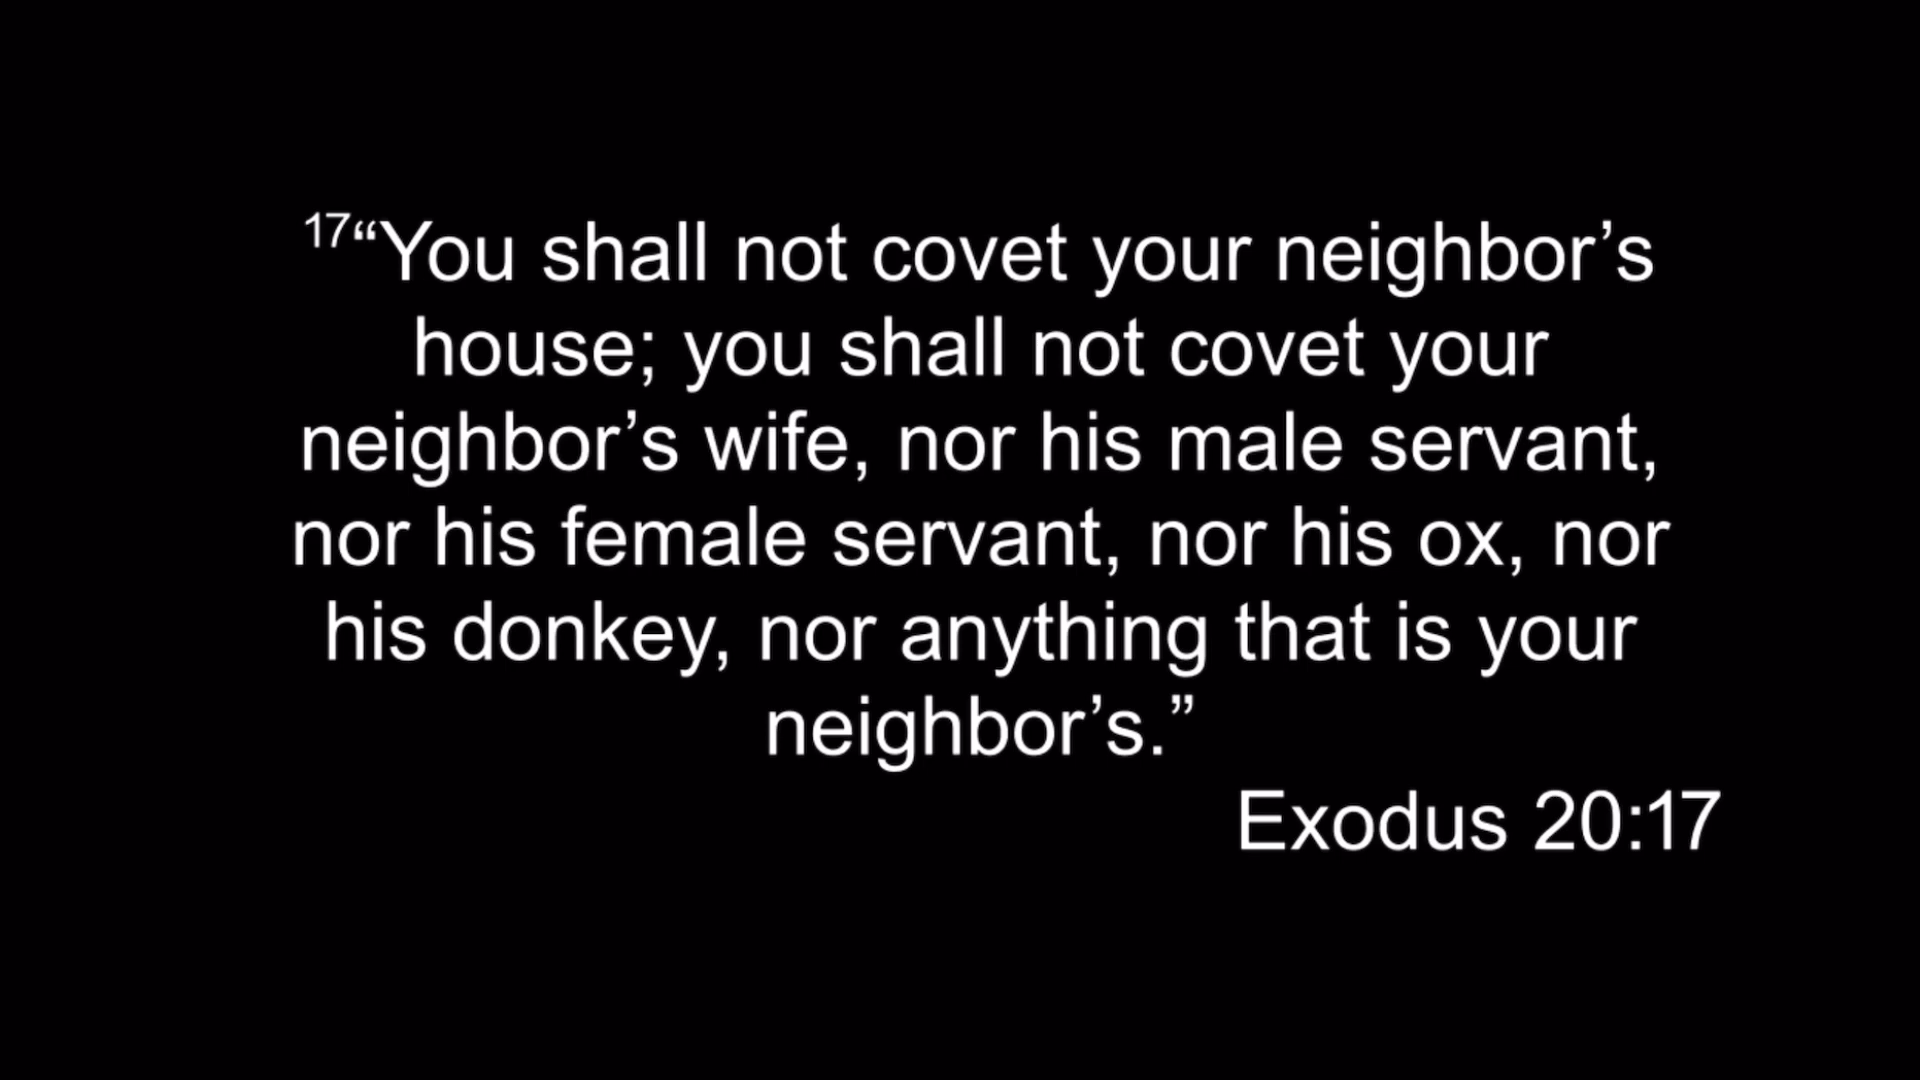 17“You shall not covet your neighbor’s
house; you shall not covet your
neighbor’s wife, nor his male servant,
nor his female servant, nor his ox, nor
his donkey, nor anything that is your
neighbor’s.”
Exodus 20:17